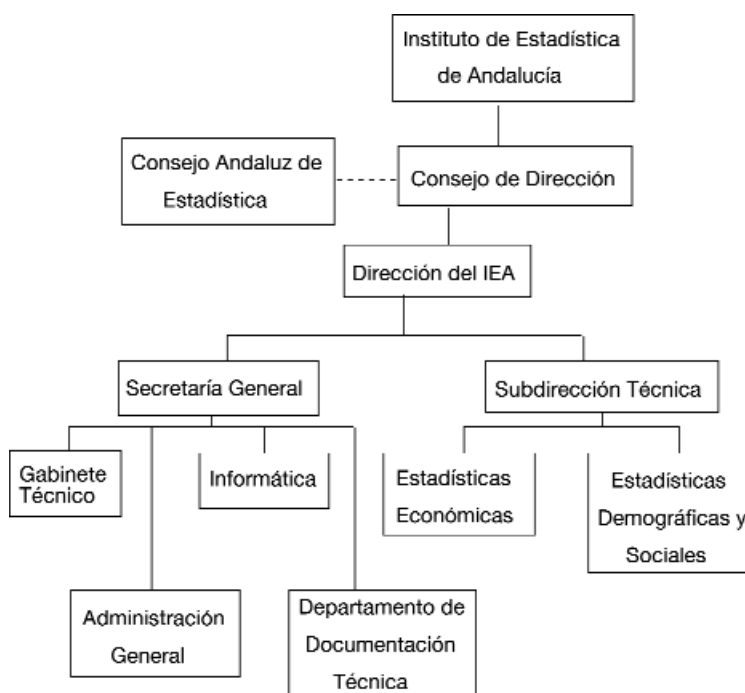 Instituto de Estadística
de Andalucía
Consejo Andaluz de
Estadística
Consejo de Dirección
Dirección del IEA
Secretaría General
Subdirección Técnica
Gabinete
Técnico
Informática
Estadísticas
Económicas
Estadísticas
Demográficas y
Sociales
Administración
General
Departamento de
Documentación
Técnica